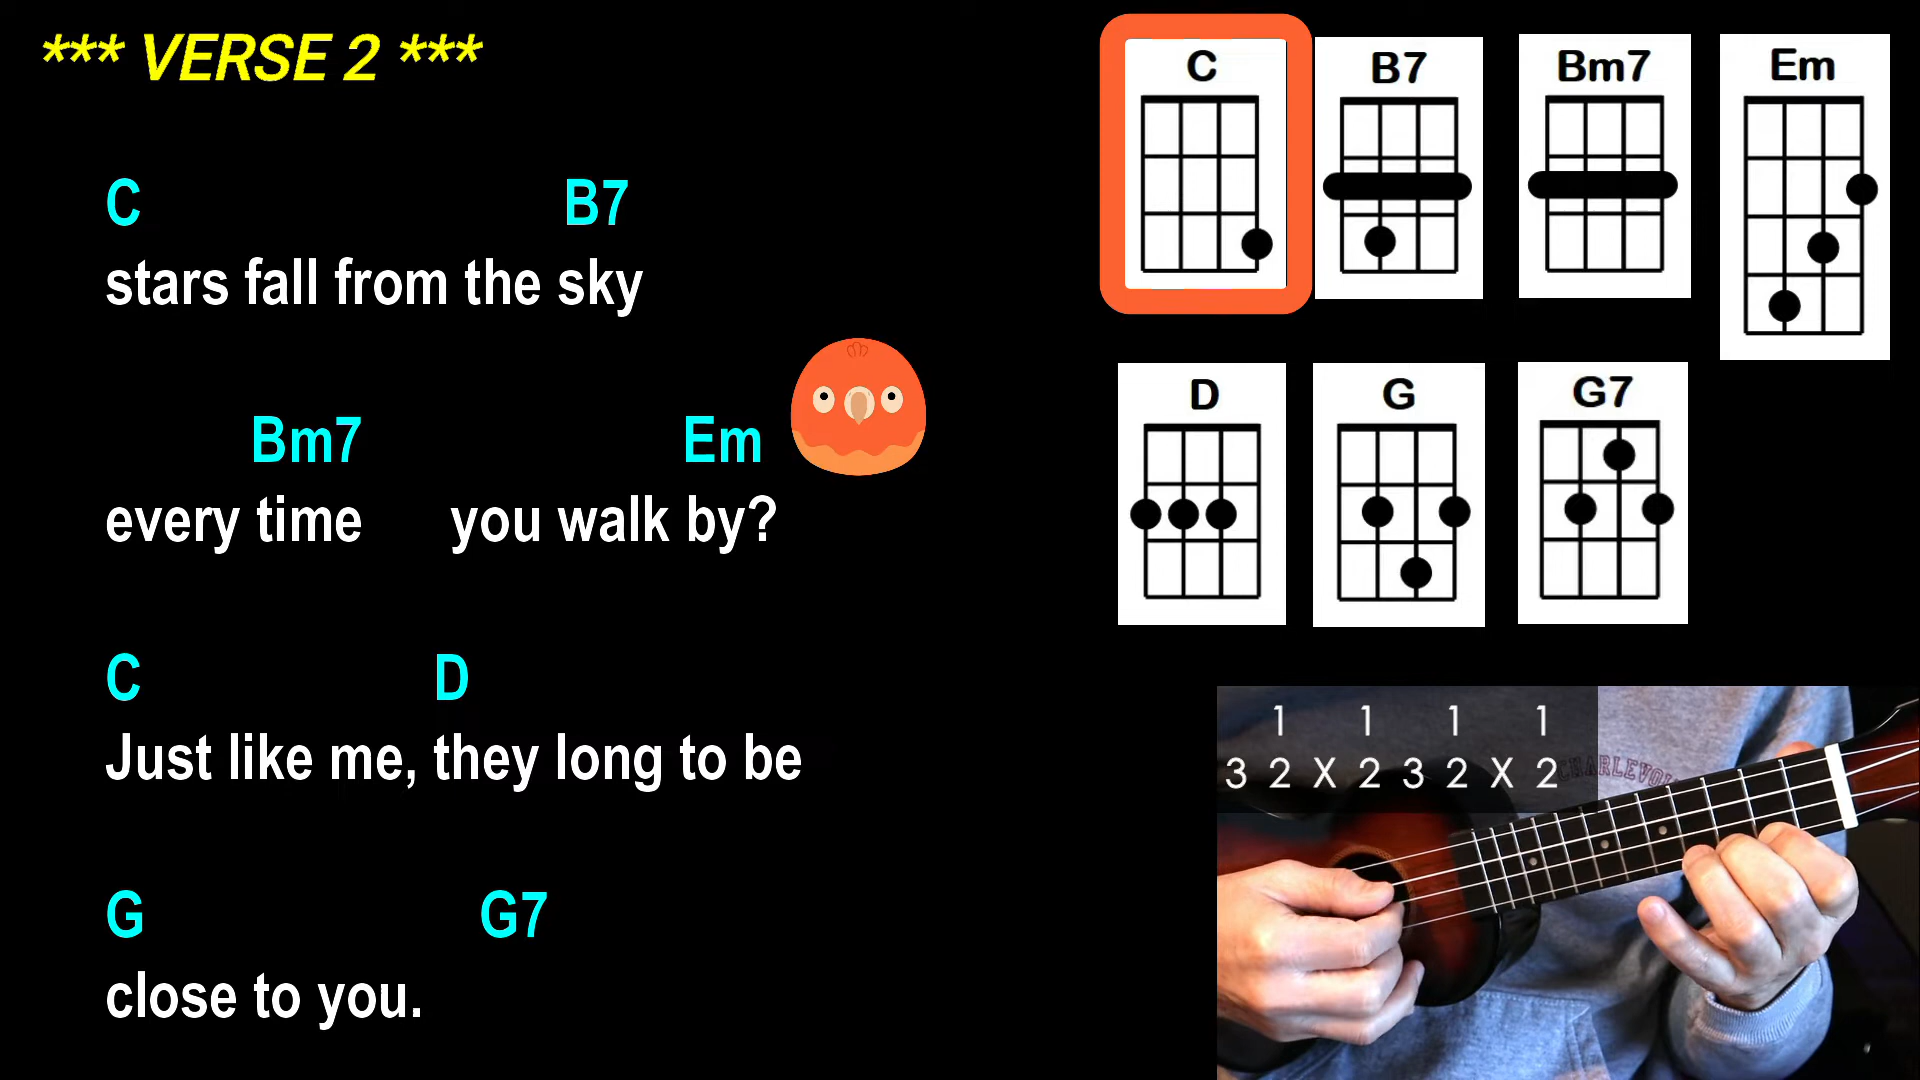 *** VERSE 2 ***
C B7
stars fall from the sky
Bm7 Em
every time you walk by?
C D
Just like me, they long to be
G G7
close to you.
C B7 Bm7 Em
D G G7
1 1 1 1
3 2 X 2 3 2 X 2